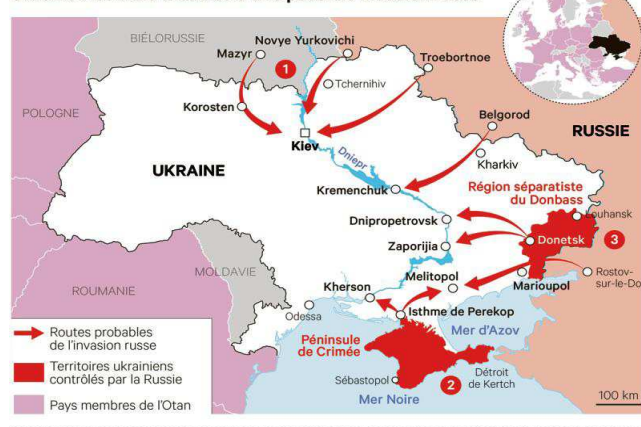 BIÉLORUSSIE
Novye Yurkovichi
Mazyr
1
Troebortnoe
Tchernihiv
Korosten
POLOGNE
Belgorod
RUSSIE
Kiev
Dniepr
Kharkiv
UKRAINE
Kremenchuk
Région séparatiste
du Donbass
Dnipropetrovsk
Louhansk
Donetsk
3
Zaporijia
MOLDAVIE
Melitopol
Marioupol
Rostov-
sur-le-Do
ROUMANIE
Kherson
Odessa
Isthme de Perekop
Mer d'Azov
Routes probables
de l'invasion russe
Péninsule
de Crimée
Territoires ukrainiens
contrôlés par la Russie
Sébastopol
2
Détroit
de Kertch
Mer Noire
Pays membres de l'Otan
100 km